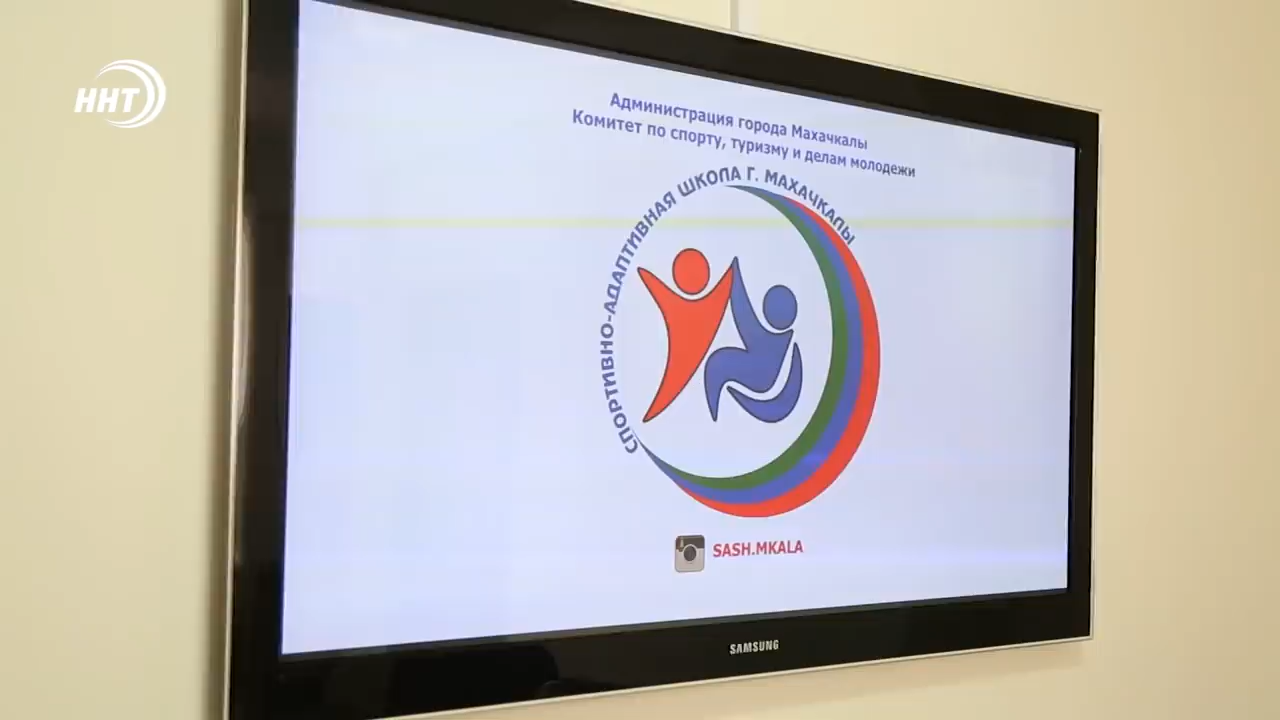 ННТ
Администрация города Махачкалы
Комитет по спорту, туризму и делам молодежи
СПОРТИВНО-АДАПТИВНАЯ ШКОЛА Г. МАХАЧКАЛЫ
SASH.MKALA
SAMSUNG